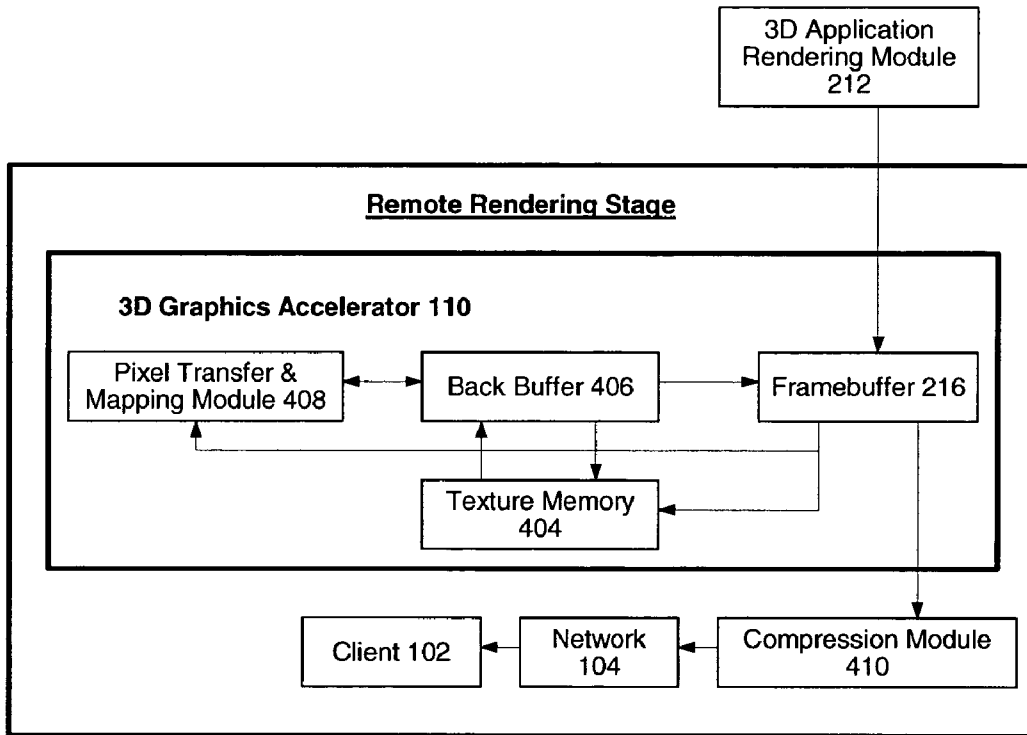 3D Application
Rendering Module
212
Remote Rendering Stage
3D Graphics Accelerator 110
Pixel Transfer &
Mapping Module 408
Back Buffer 406
Framebuffer 216
Texture Memory
404
Client 102
Network
104
Compression Module
410